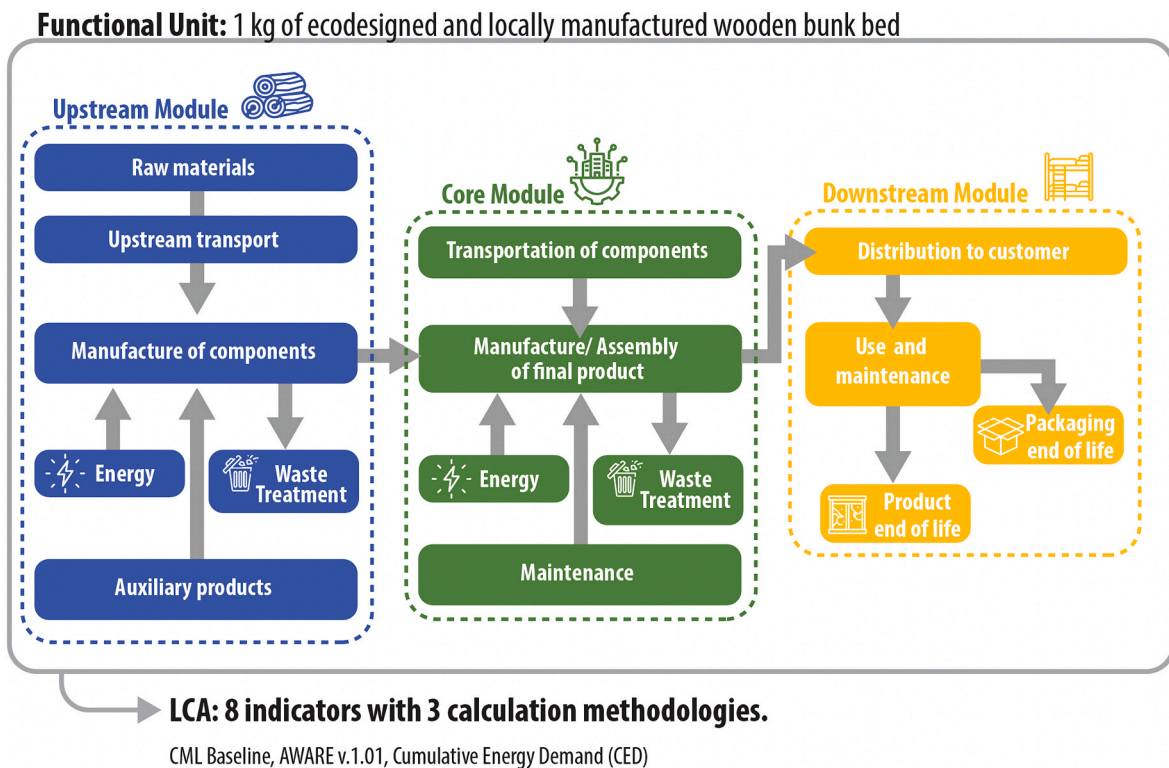 Functional Unit: 1 kg of ecodesigned and locally manufactured wooden bunk bed
Upstream Module
Raw materials
Upstream transport
Manufacture of components
Energy
Waste
Treatment
Auxiliary products
Core Module
Transportation of components
Manufacture/ Assembly
of final product
Energy
Waste
Treatment
Maintenance
Downstream Module
Distribution to customer
Use and
maintenance
Packaging
end of life
Product
end of life
LCA: 8 indicators with 3 calculation methodologies.
CML Baseline, AWARE v.1.01, Cumulative Energy Demand (CED)